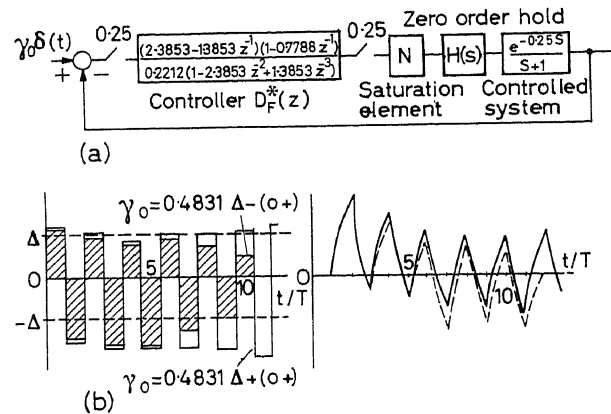 γ₀δ(t)
+
−
0.25
(2.3853−1.3853 z⁻¹)(1−0.7788 z⁻¹)
0.2212(1−2.3853 z⁻²+1.3853 z⁻³)
Controller D*F(z)
0.25
Zero order hold
N
H(s)
e^−0.25S
S+1
Saturation element
Controlled system
(a)
γ₀=0.4831 Δ−(0+)
Δ
0
−Δ
5
10
t/T
γ₀=0.4831 Δ+(0+)
0
5
10
t/T
(b)